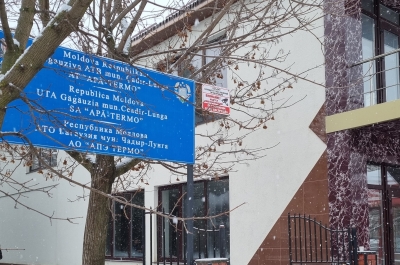 Moldova Respublikası
Gagauziya ATB mun. Çadır-Lunga
AT "APĂ-TERMO"
Republica Moldova
UTA Găgăuzia mun. Ceadîr-Lunga
SA "APĂ-TERMO"
Республика Молдова
АТО Гагаузия мун. Чадыр-Лунга
АО "АПЭ ТЕРМО"